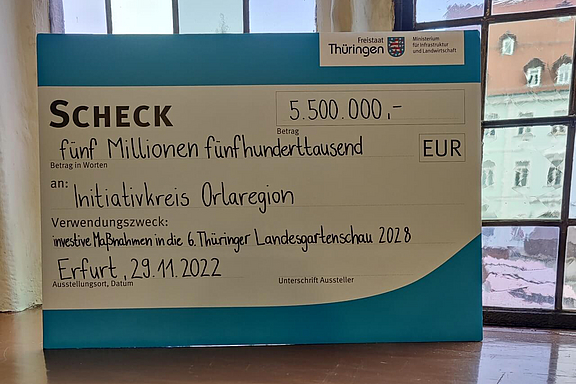 Freistaat
Thüringen
Ministerium
für Infrastruktur
und Landwirtschaft
SCHECK
5.500.000,-
Betrag
fünf Millionen fünfhunderttausend
EUR
Betrag in Worten
an: Initiativkreis Orlaregion
Verwendungszweck:
investive Maßnahmen in die 6. Thüringer Landesgartenschau 2028
Erfurt, 29.11.2022
Ausstellungsort, Datum
Unterschrift Aussteller